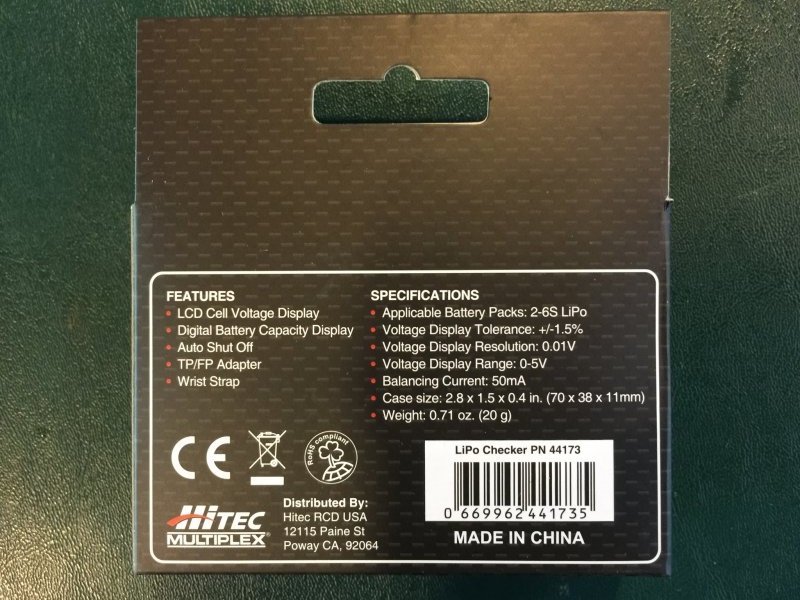 FEATURES
• LCD Cell Voltage Display
• Digital Battery Capacity Display
• Auto Shut Off
• TP/FP Adapter
• Wrist Strap
SPECIFICATIONS
• Applicable Battery Packs: 2-6S LiPo
• Voltage Display Tolerance: +/-1.5%
• Voltage Display Resolution: 0.01V
• Voltage Display Range: 0-5V
• Balancing Current: 50mA
• Case size: 2.8 x 1.5 x 0.4 in. (70 x 38 x 11mm)
• Weight: 0.71 oz. (20 g)
CE
RoHS compliant
HiTEC
MULTIPLEX®
Distributed By:
Hitec RCD USA
12115 Paine St
Poway CA, 92064
LiPo Checker PN 44173
0 669962 441735
MADE IN CHINA